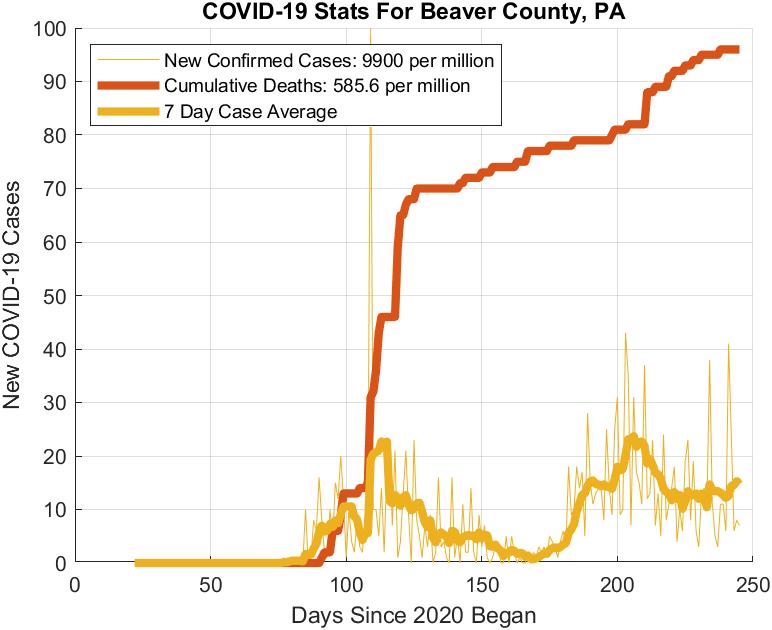 COVID-19 Stats For Beaver County, PA
100
90
80
70
60
50
40
30
20
10
0
New COVID-19 Cases
New Confirmed Cases: 9900 per million
Cumulative Deaths: 585.6 per million
7 Day Case Average
0 50 100 150 200 250
Days Since 2020 Began